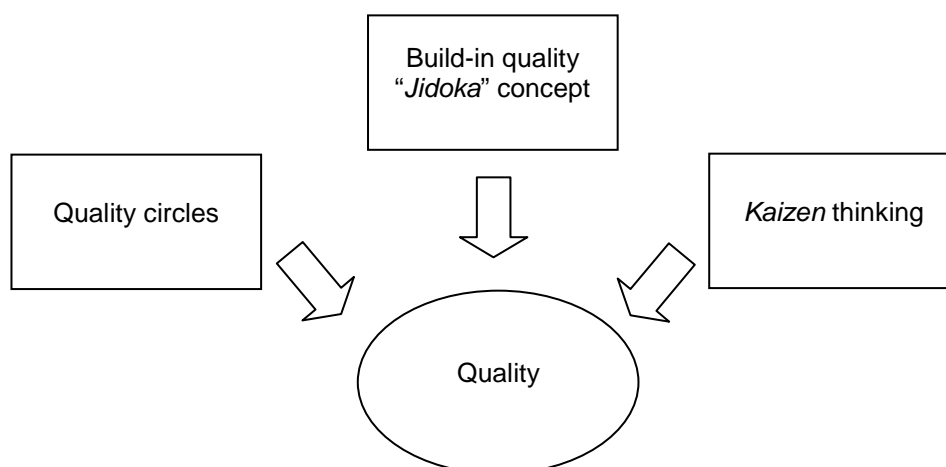 Build-in quality
“Jidoka” concept
Quality circles
Kaizen thinking
Quality